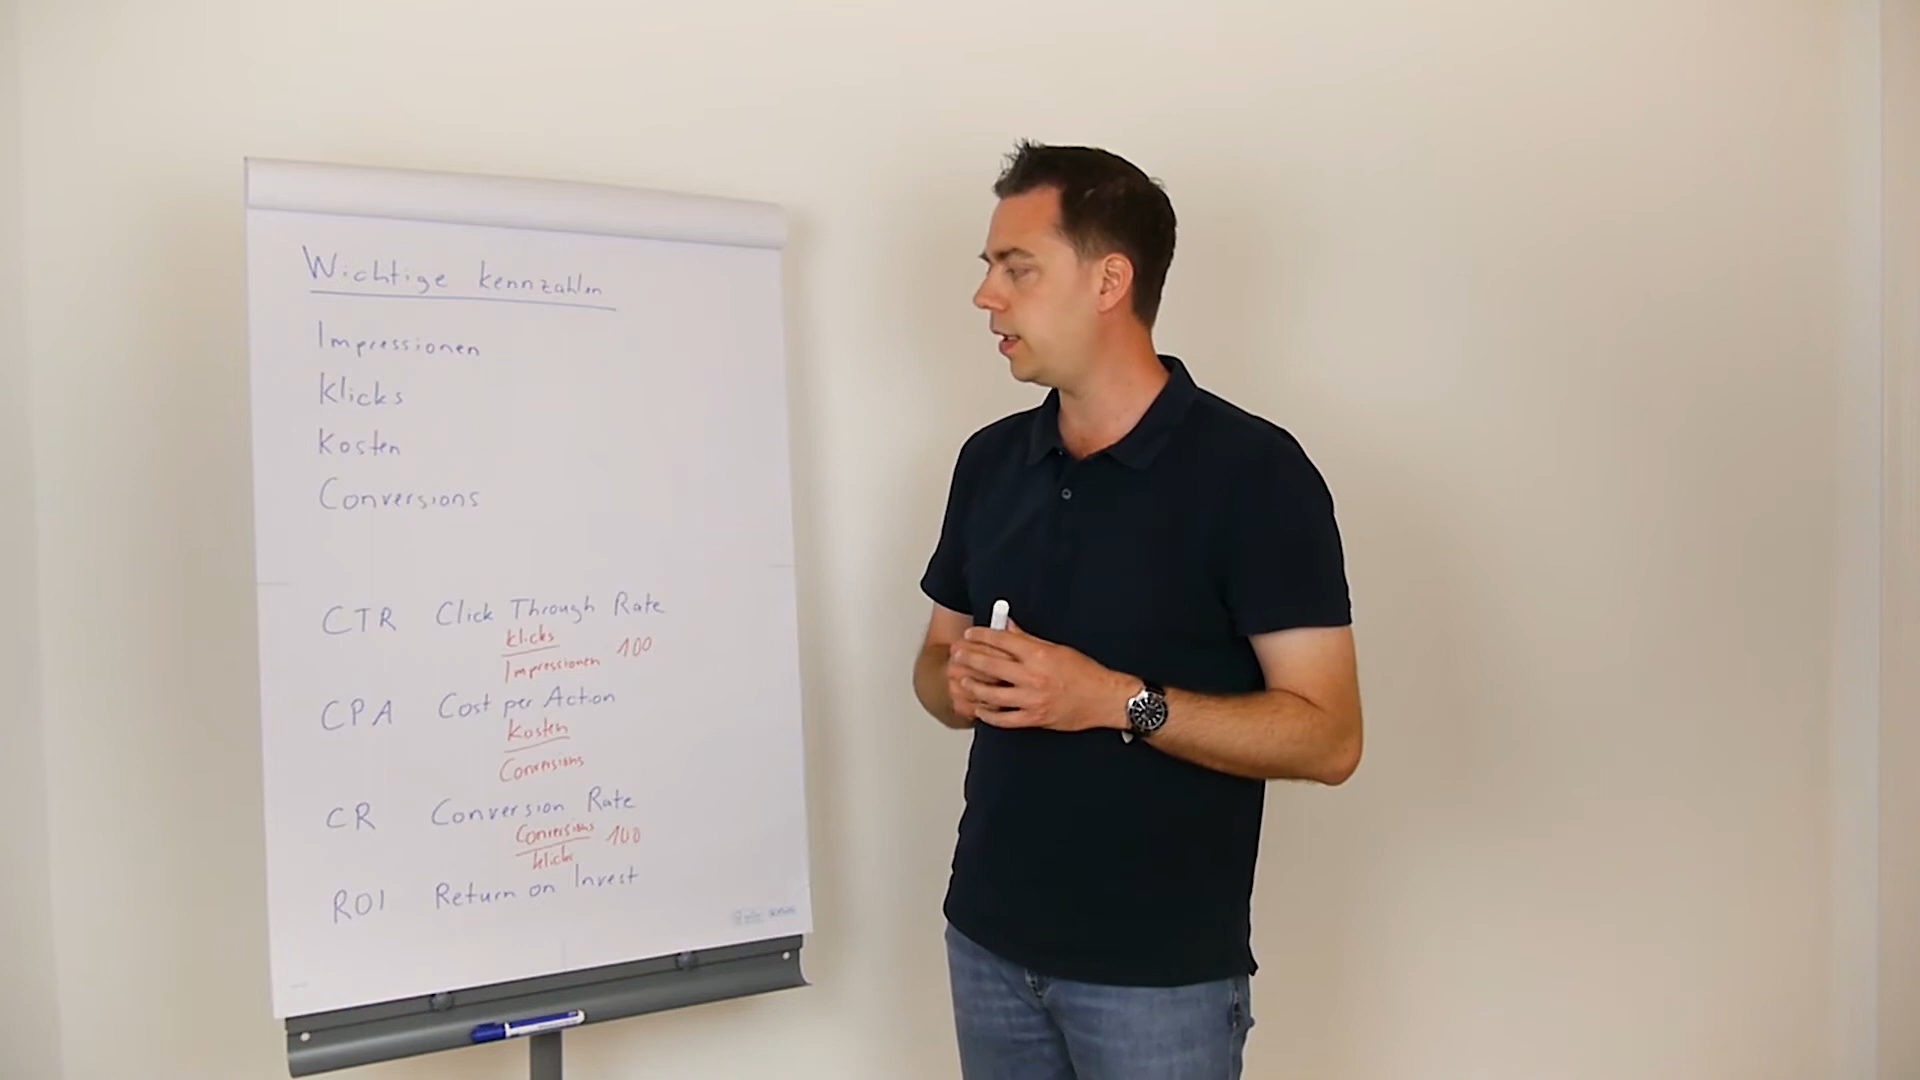 Wichtige Kennzahlen
Impressionen
Klicks
Kosten
Conversions
CTR Click Through Rate
Klicks
Impressionen 100
CPA Cost per Action
Kosten
Conversions
CR Conversion Rate
Conversions 100
Klicks
ROI Return on Invest